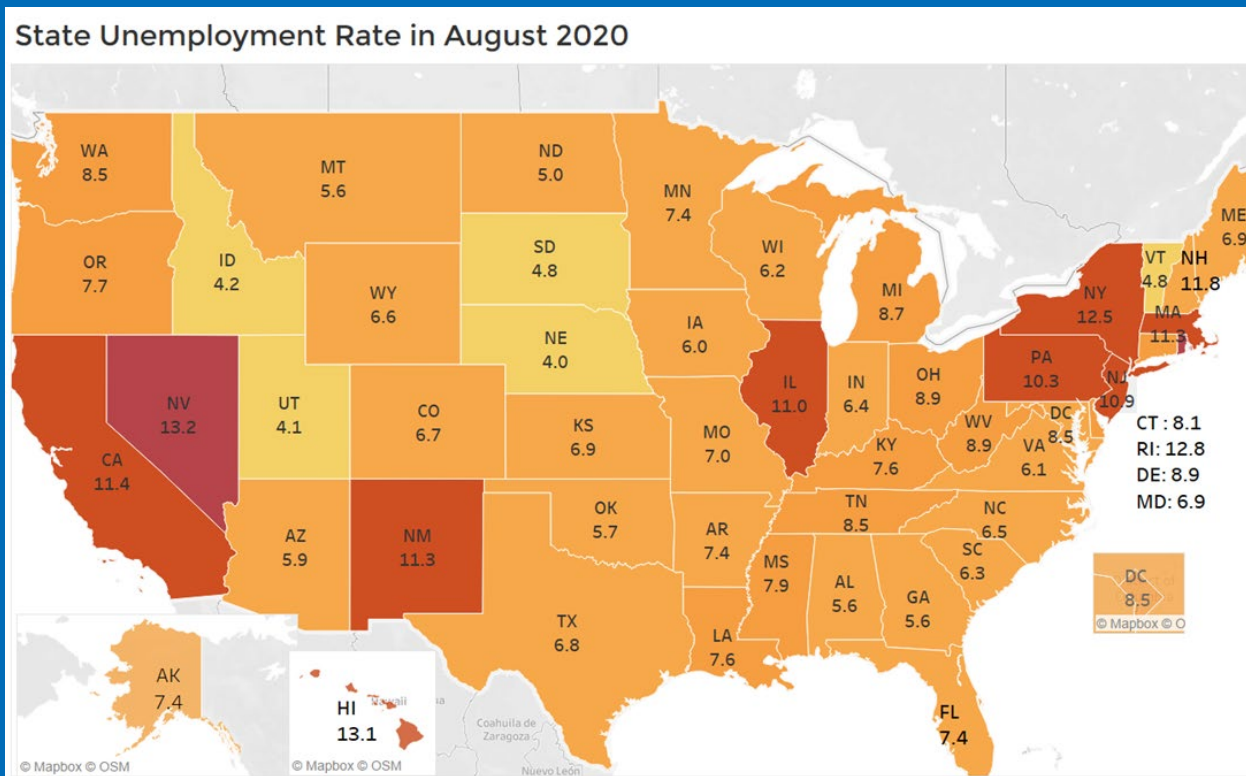 State Unemployment Rate in August 2020
WA
8.5
MT
5.6
ND
5.0
MN
7.4
ME
6.9
OR
7.7
ID
4.2
SD
4.8
WI
6.2
VT
4.8
NH
11.8
WY
6.6
MI
8.7
NY
12.5
MA
11.3
IA
6.0
NE
4.0
PA
10.3
NJ
10.9
NV
13.2
UT
4.1
CO
6.7
IL
11.0
IN
6.4
OH
8.9
WV
8.9
DC
8.5
VA
6.1
CT : 8.1
RI: 12.8
DE: 8.9
MD: 6.9
CA
11.4
KS
6.9
MO
7.0
KY
7.6
AZ
5.9
NM
11.3
OK
5.7
AR
7.4
TN
8.5
NC
6.5
SC
6.3
TX
6.8
MS
7.9
AL
5.6
GA
5.6
LA
7.6
FL
7.4
DC
8.5
© Mapbox © O
AK
7.4
© Mapbox © OSM
Hawaii
HI
13.1
© Mapbox © OSM
Coahuila de
Zaragoza
Nuevo León